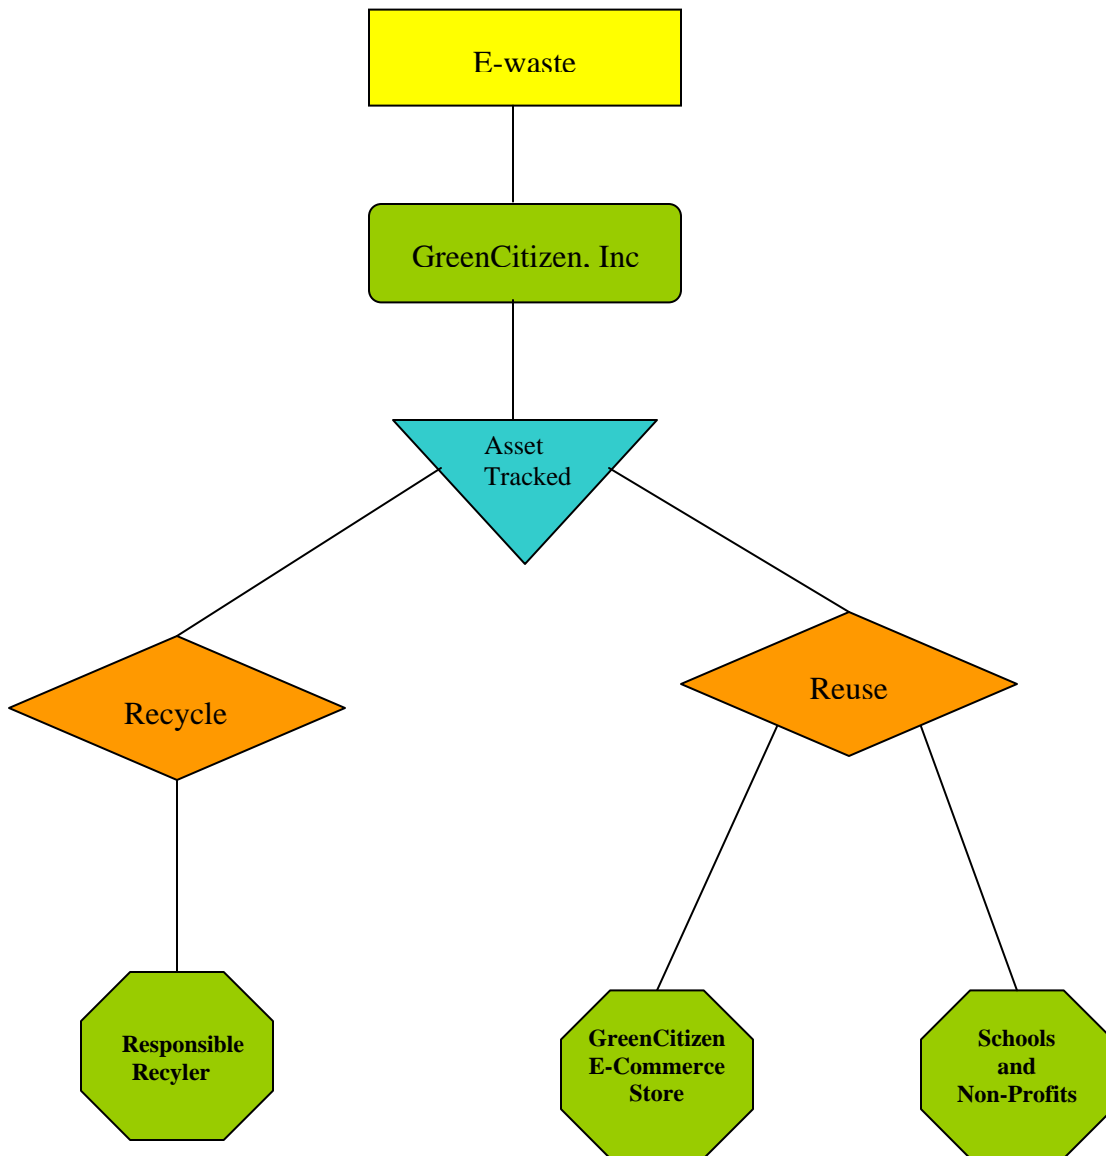 E-waste
GreenCitizen, Inc
Asset
Tracked
Recycle
Reuse
Responsible
Recyler
GreenCitizen
E-Commerce
Store
Schools
and
Non-Profits